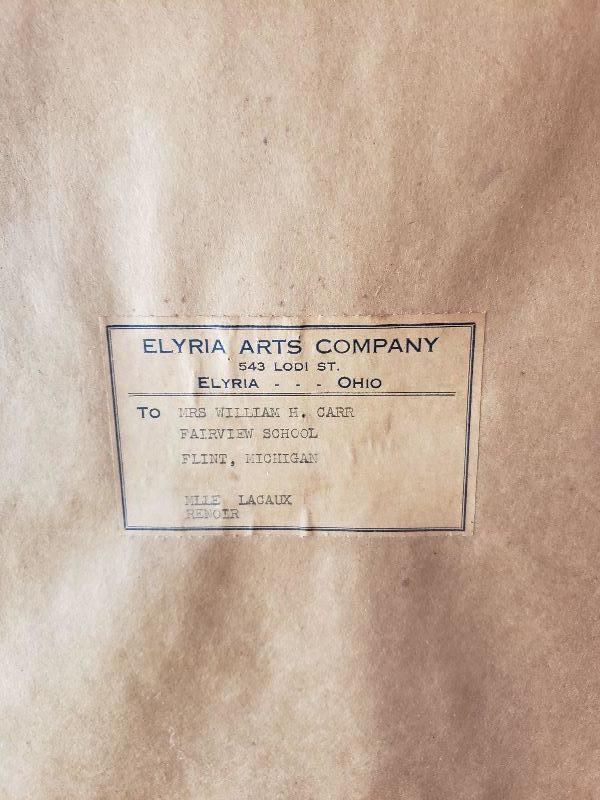 ELYRIA ARTS COMPANY
543 LODI ST.
ELYRIA - - - OHIO
TO MRS WILLIAM H. CARR
FAIRVIEW SCHOOL
FLINT, MICHIGAN
MLLE LACAUX
RENOIR